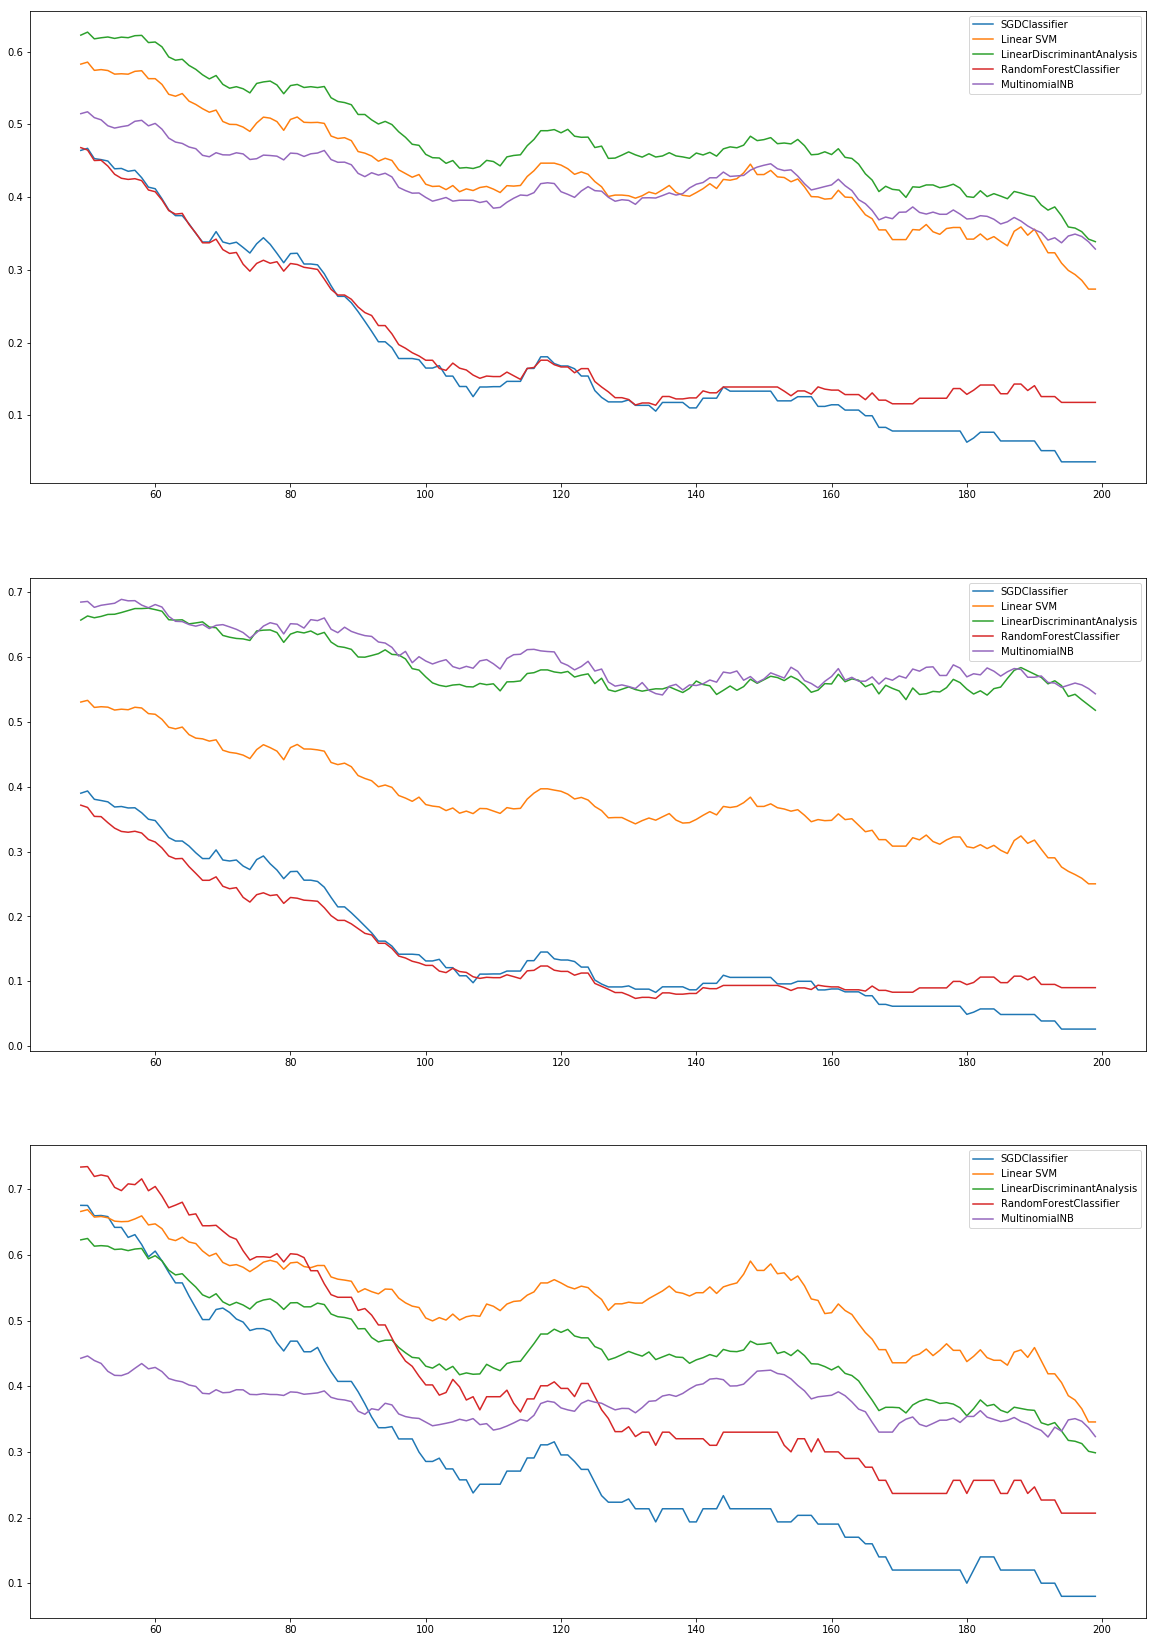 SGDClassifier
Linear SVM
LinearDiscriminantAnalysis
RandomForestClassifier
MultinomialNB
0.6
0.5
0.4
0.3
0.2
0.1
60 80 100 120 140 160 180 200
SGDClassifier
Linear SVM
LinearDiscriminantAnalysis
RandomForestClassifier
MultinomialNB
0.7
0.6
0.5
0.4
0.3
0.2
0.1
0.0
60 80 100 120 140 160 180 200
SGDClassifier
Linear SVM
LinearDiscriminantAnalysis
RandomForestClassifier
MultinomialNB
0.7
0.6
0.5
0.4
0.3
0.2
0.1
60 80 100 120 140 160 180 200